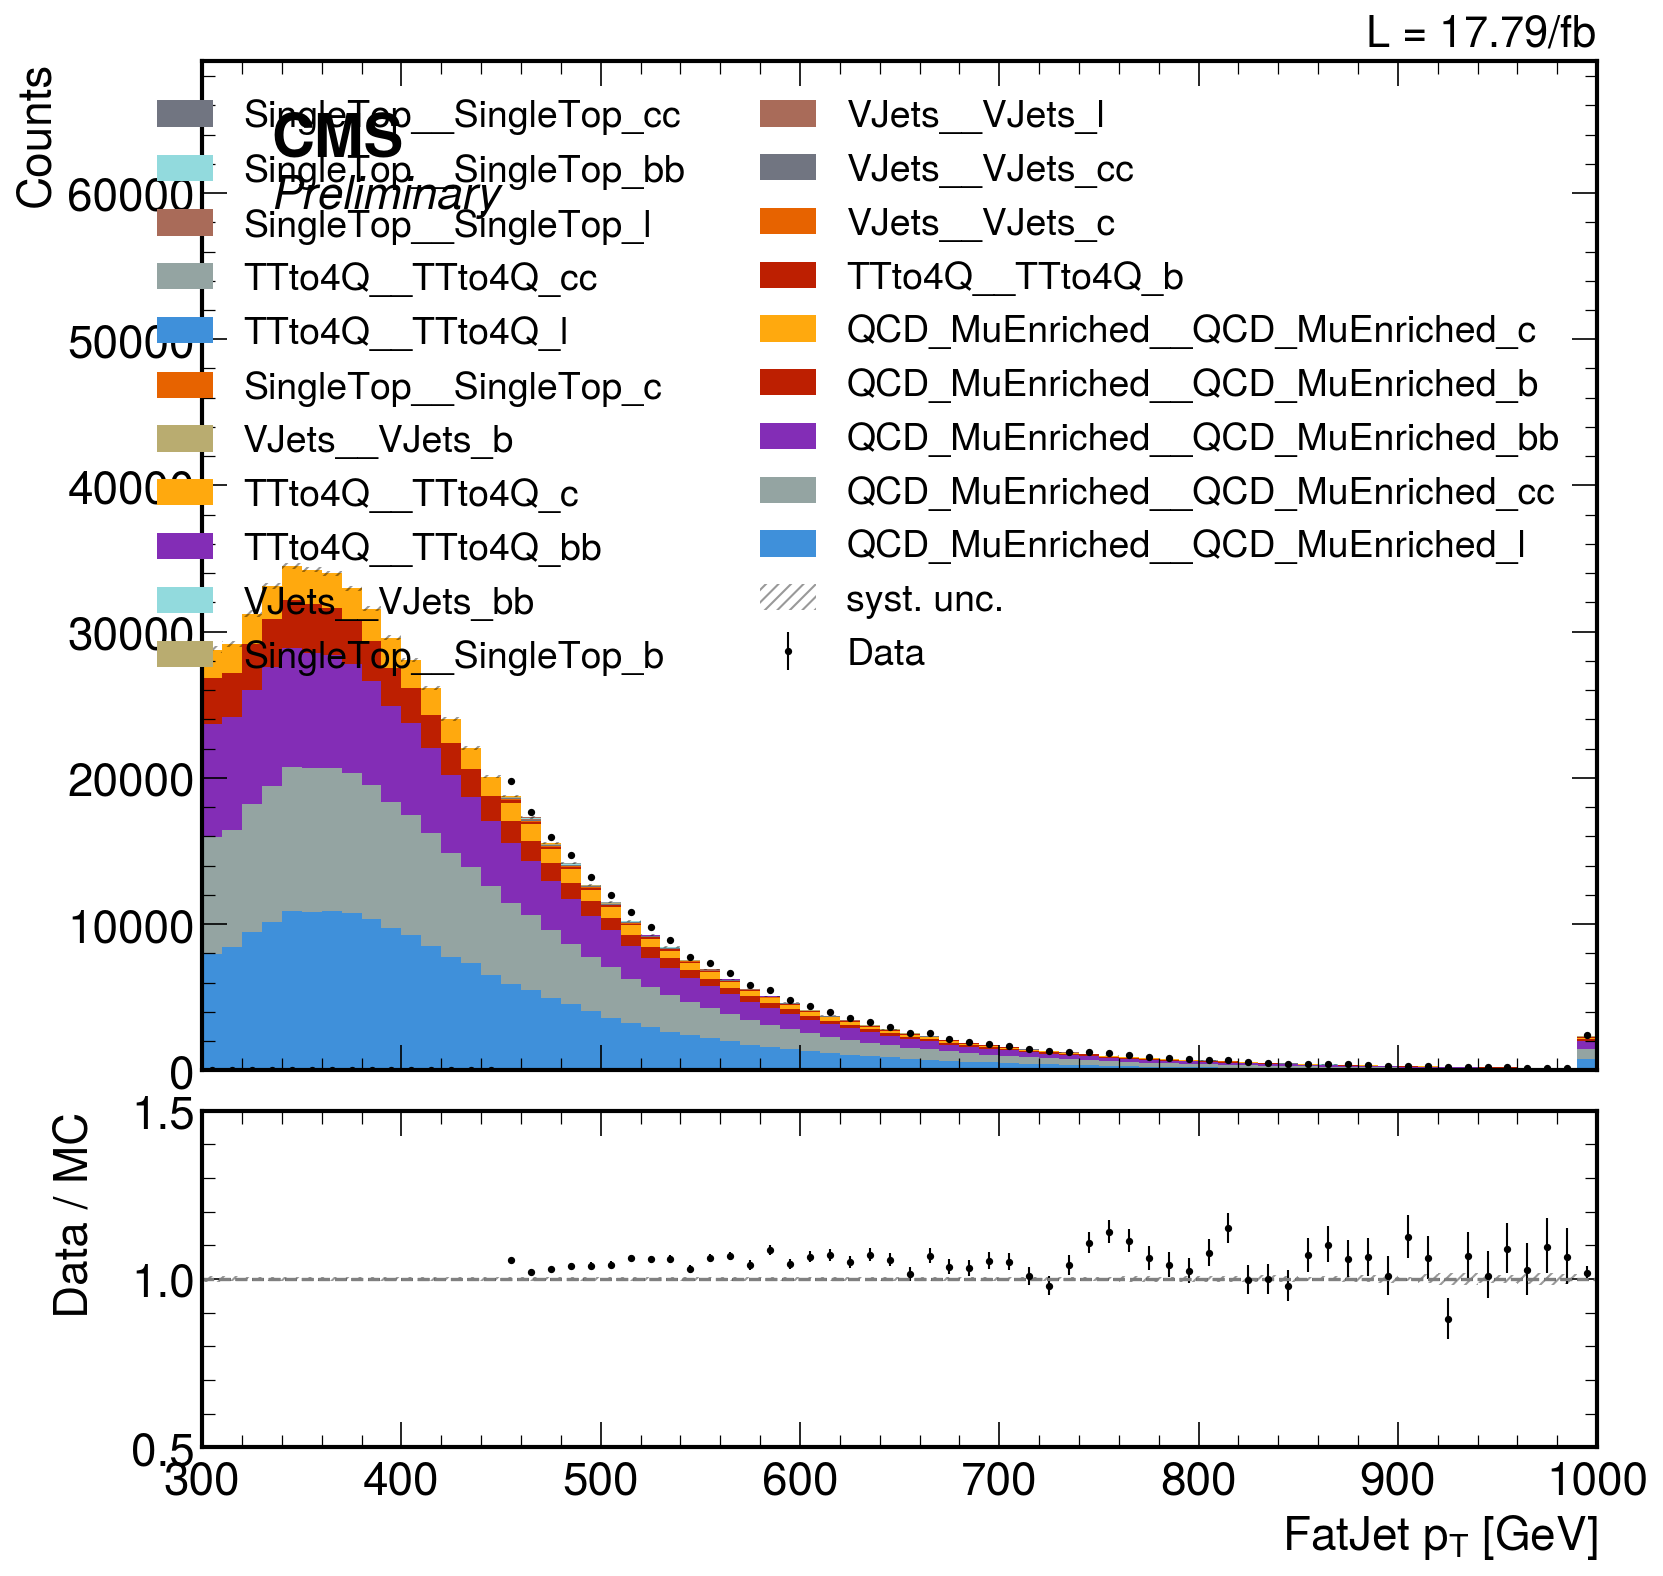 L = 17.79/fb
Counts
CMS
Preliminary
SingleTop__SingleTop_cc
SingleTop__SingleTop_bb
SingleTop__SingleTop_l
TTto4Q__TTto4Q_cc
TTto4Q__TTto4Q_l
SingleTop__SingleTop_c
VJets__VJets_b
TTto4Q__TTto4Q_c
TTto4Q__TTto4Q_bb
VJets__VJets_bb
SingleTop__SingleTop_b
VJets__VJets_l
VJets__VJets_cc
VJets__VJets_c
TTto4Q__TTto4Q_b
QCD_MuEnriched__QCD_MuEnriched_c
QCD_MuEnriched__QCD_MuEnriched_b
QCD_MuEnriched__QCD_MuEnriched_bb
QCD_MuEnriched__QCD_MuEnriched_cc
QCD_MuEnriched__QCD_MuEnriched_l
syst. unc.
Data
60000
50000
40000
30000
20000
10000
0
Data / MC
1.5
1.0
0.5
300 400 500 600 700 800 900 1000
FatJet p_T [GeV]